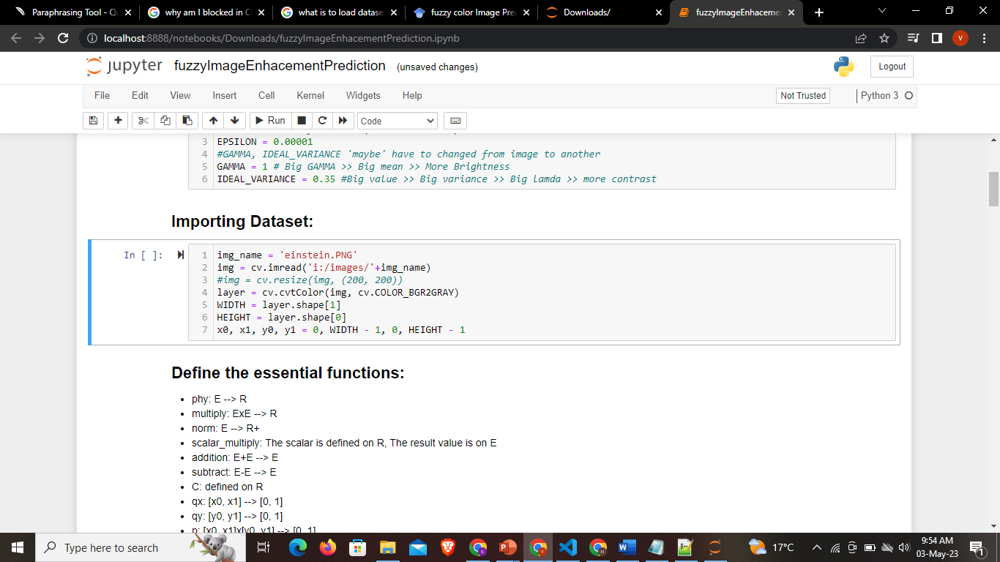 Paraphrasing Tool - Q
why am I blocked in C
what is to load datase
fuzzy color Image Pre
Downloads/
fuzzyImageEnhaceme
localhost:8888/notebooks/Downloads/fuzzyImageEnhacementPrediction.ipynb
V
jupyter fuzzyImageEnhacementPrediction (unsaved changes)
Logout
File Edit View Insert Cell Kernel Widgets Help
Not Trusted
Python 3
Run
Code
3 EPSILON = 0.00001
4 #GAMMA, IDEAL_VARIANCE 'maybe' have to changed from image to another
5 GAMMA = 1 # Big GAMMA >> Big mean >> More Brightness
6 IDEAL_VARIANCE = 0.35 #Big value >> Big variance >> Big lamda >> more contrast
Importing Dataset:
In [ ]:
1 img_name = 'einstein.PNG'
2 img = cv.imread('i:/images/'+img_name)
3 #img = cv.resize(img, (200, 200))
4 layer = cv.cvtColor(img, cv.COLOR_BGR2GRAY)
5 WIDTH = layer.shape[1]
6 HEIGHT = layer.shape[0]
7 x0, x1, y0, y1 = 0, WIDTH - 1, 0, HEIGHT - 1
Define the essential functions:
• phy: E --> R
• multiply: ExE --> R
• norm: E --> R+
• scalar_multiply: The scalar is defined on R, The result value is on E
• addition: E+E --> E
• subtract: E-E --> E
• C: defined on R
• qx: [x0, x1] --> [0, 1]
• qy: [y0, y1] --> [0, 1]
• p: [x0, x1]x[y0, y1] --> [0, 1]
Type here to search
17°C
9:54 AM
03-May-23
1